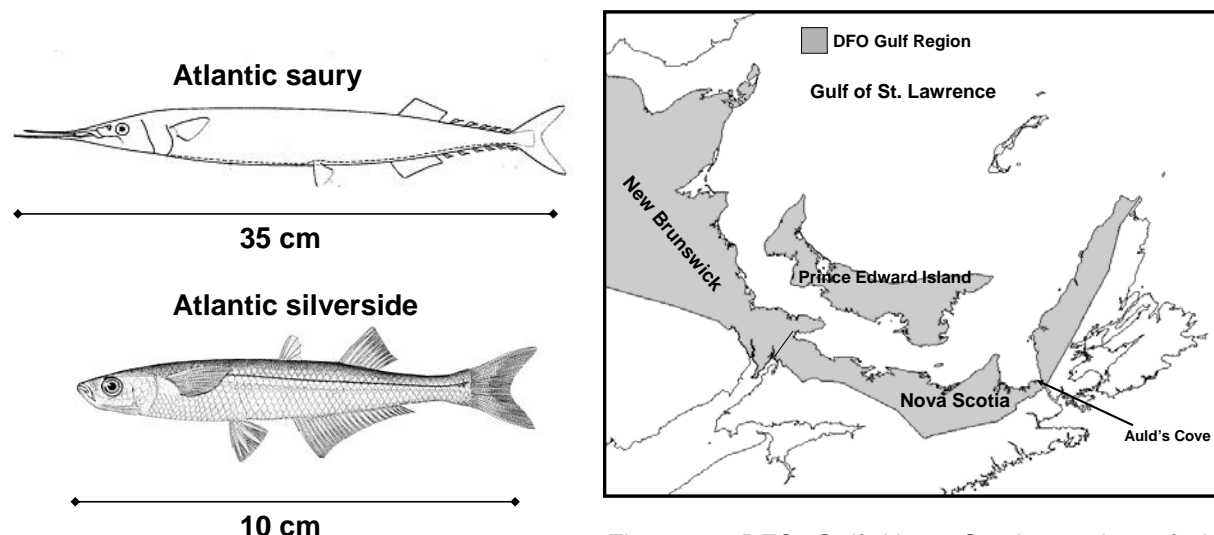 Atlantic saury
35 cm
Atlantic silverside
10 cm
DFO Gulf Region
Gulf of St. Lawrence
New Brunswick
Prince Edward Island
Nova Scotia
Auld's Cove